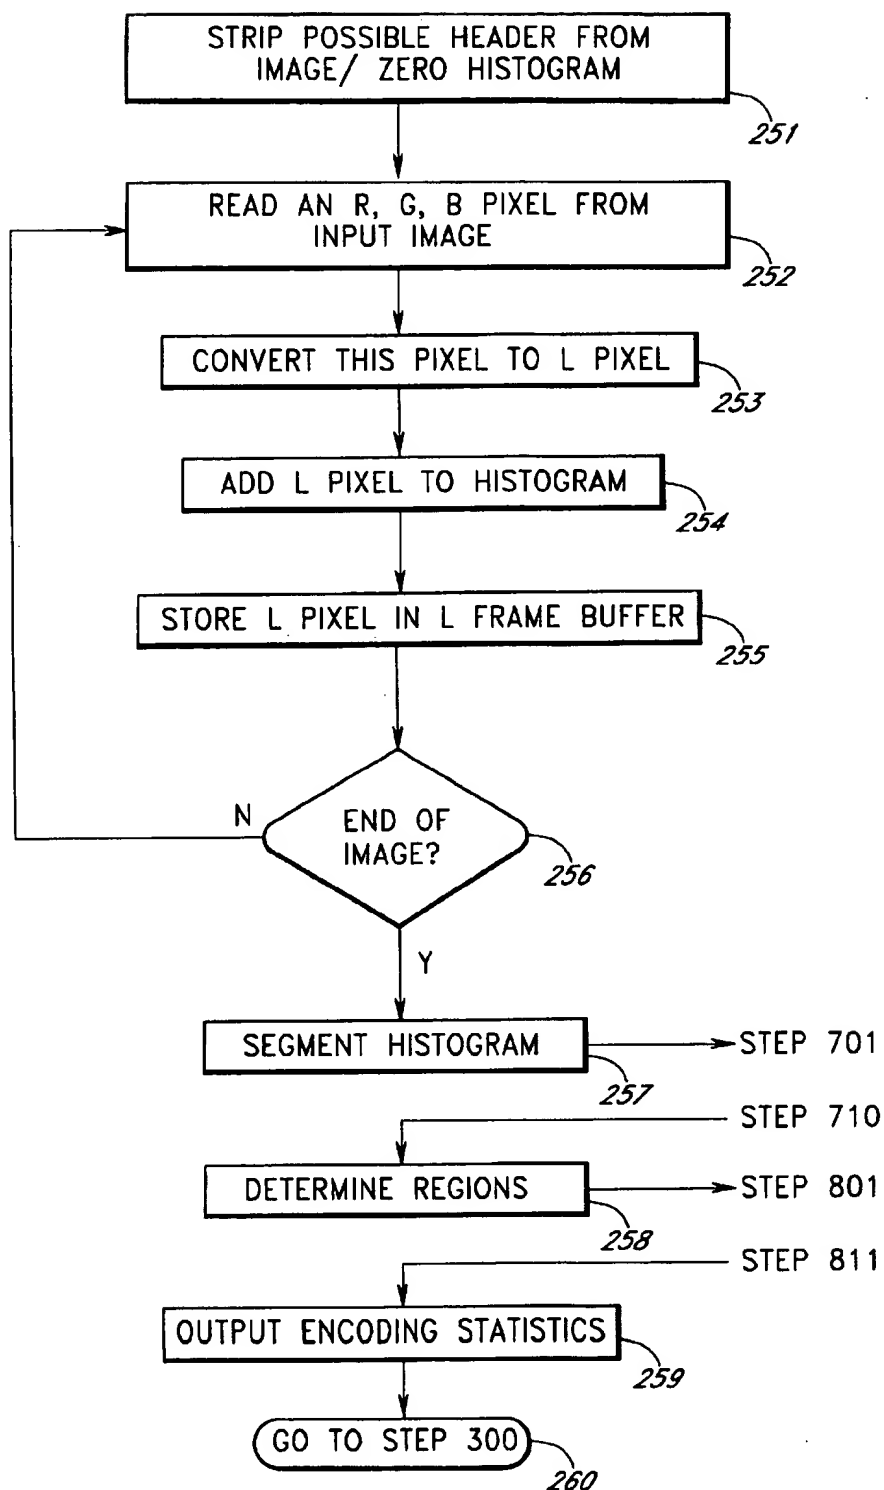 STRIP POSSIBLE HEADER FROM
IMAGE/ ZERO HISTOGRAM
251
READ AN R, G, B PIXEL FROM
INPUT IMAGE
252
CONVERT THIS PIXEL TO L PIXEL
253
ADD L PIXEL TO HISTOGRAM
254
STORE L PIXEL IN L FRAME BUFFER
255
N
END OF
IMAGE?
256
Y
SEGMENT HISTOGRAM
STEP 701
257
STEP 710
DETERMINE REGIONS
STEP 801
258
STEP 811
OUTPUT ENCODING STATISTICS
259
GO TO STEP 300
260